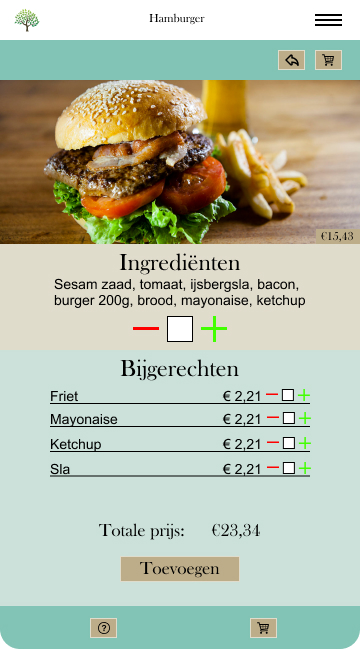 Hamburger
€15,43
Ingrediënten
Sesam zaad, tomaat, ijsbergsla, bacon,
burger 200g, brood, mayonaise, ketchup
Bijgerechten
Friet € 2,21
Mayonaise € 2,21
Ketchup € 2,21
Sla € 2,21
Totale prijs: €23,34
Toevoegen